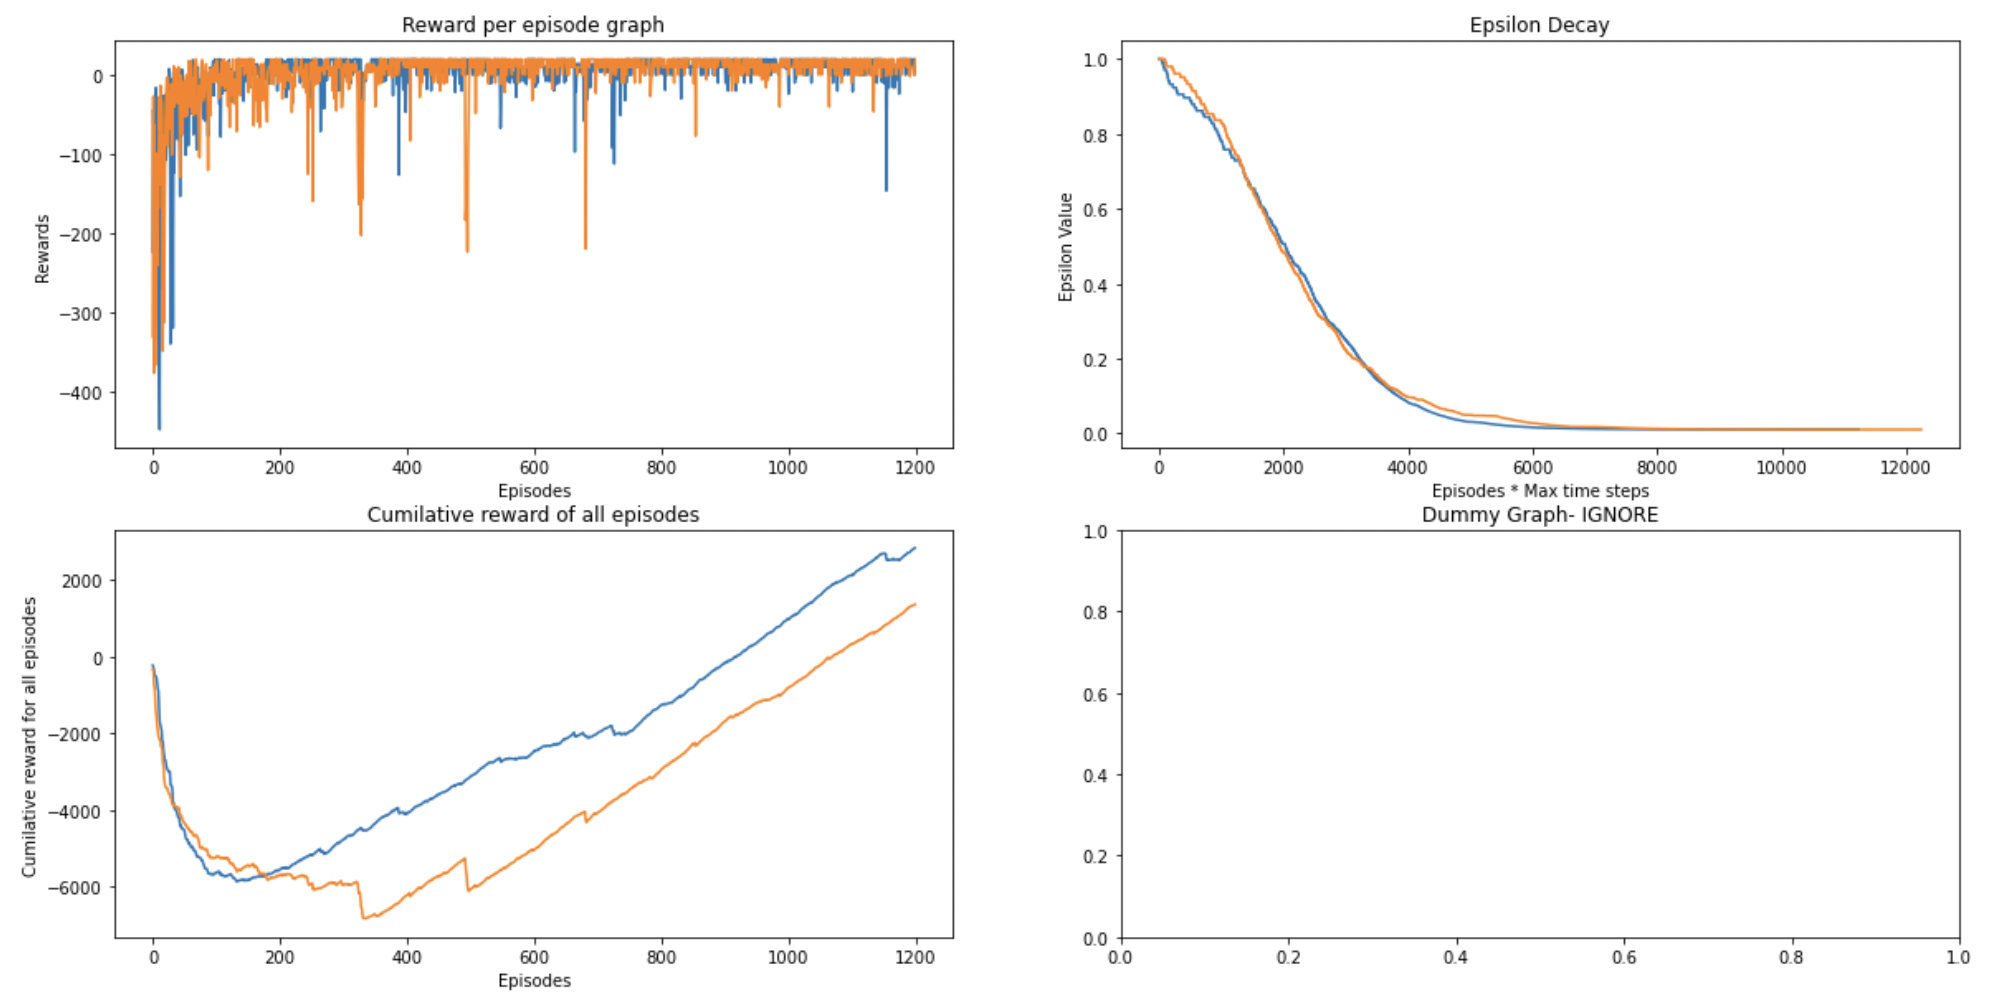 Reward per episode graph
0
−100
−200
−300
−400
Rewards
0 200 400 600 800 1000 1200
Episodes
Epsilon Decay
1.0
0.8
0.6
0.4
0.2
0.0
Epsilon Value
0 2000 4000 6000 8000 10000 12000
Episodes * Max time steps
Cumilative reward of all episodes
2000
0
−2000
−4000
−6000
Cumilative reward for all episodes
0 200 400 600 800 1000 1200
Episodes
Dummy Graph- IGNORE
1.0
0.8
0.6
0.4
0.2
0.0
0.0 0.2 0.4 0.6 0.8 1.0